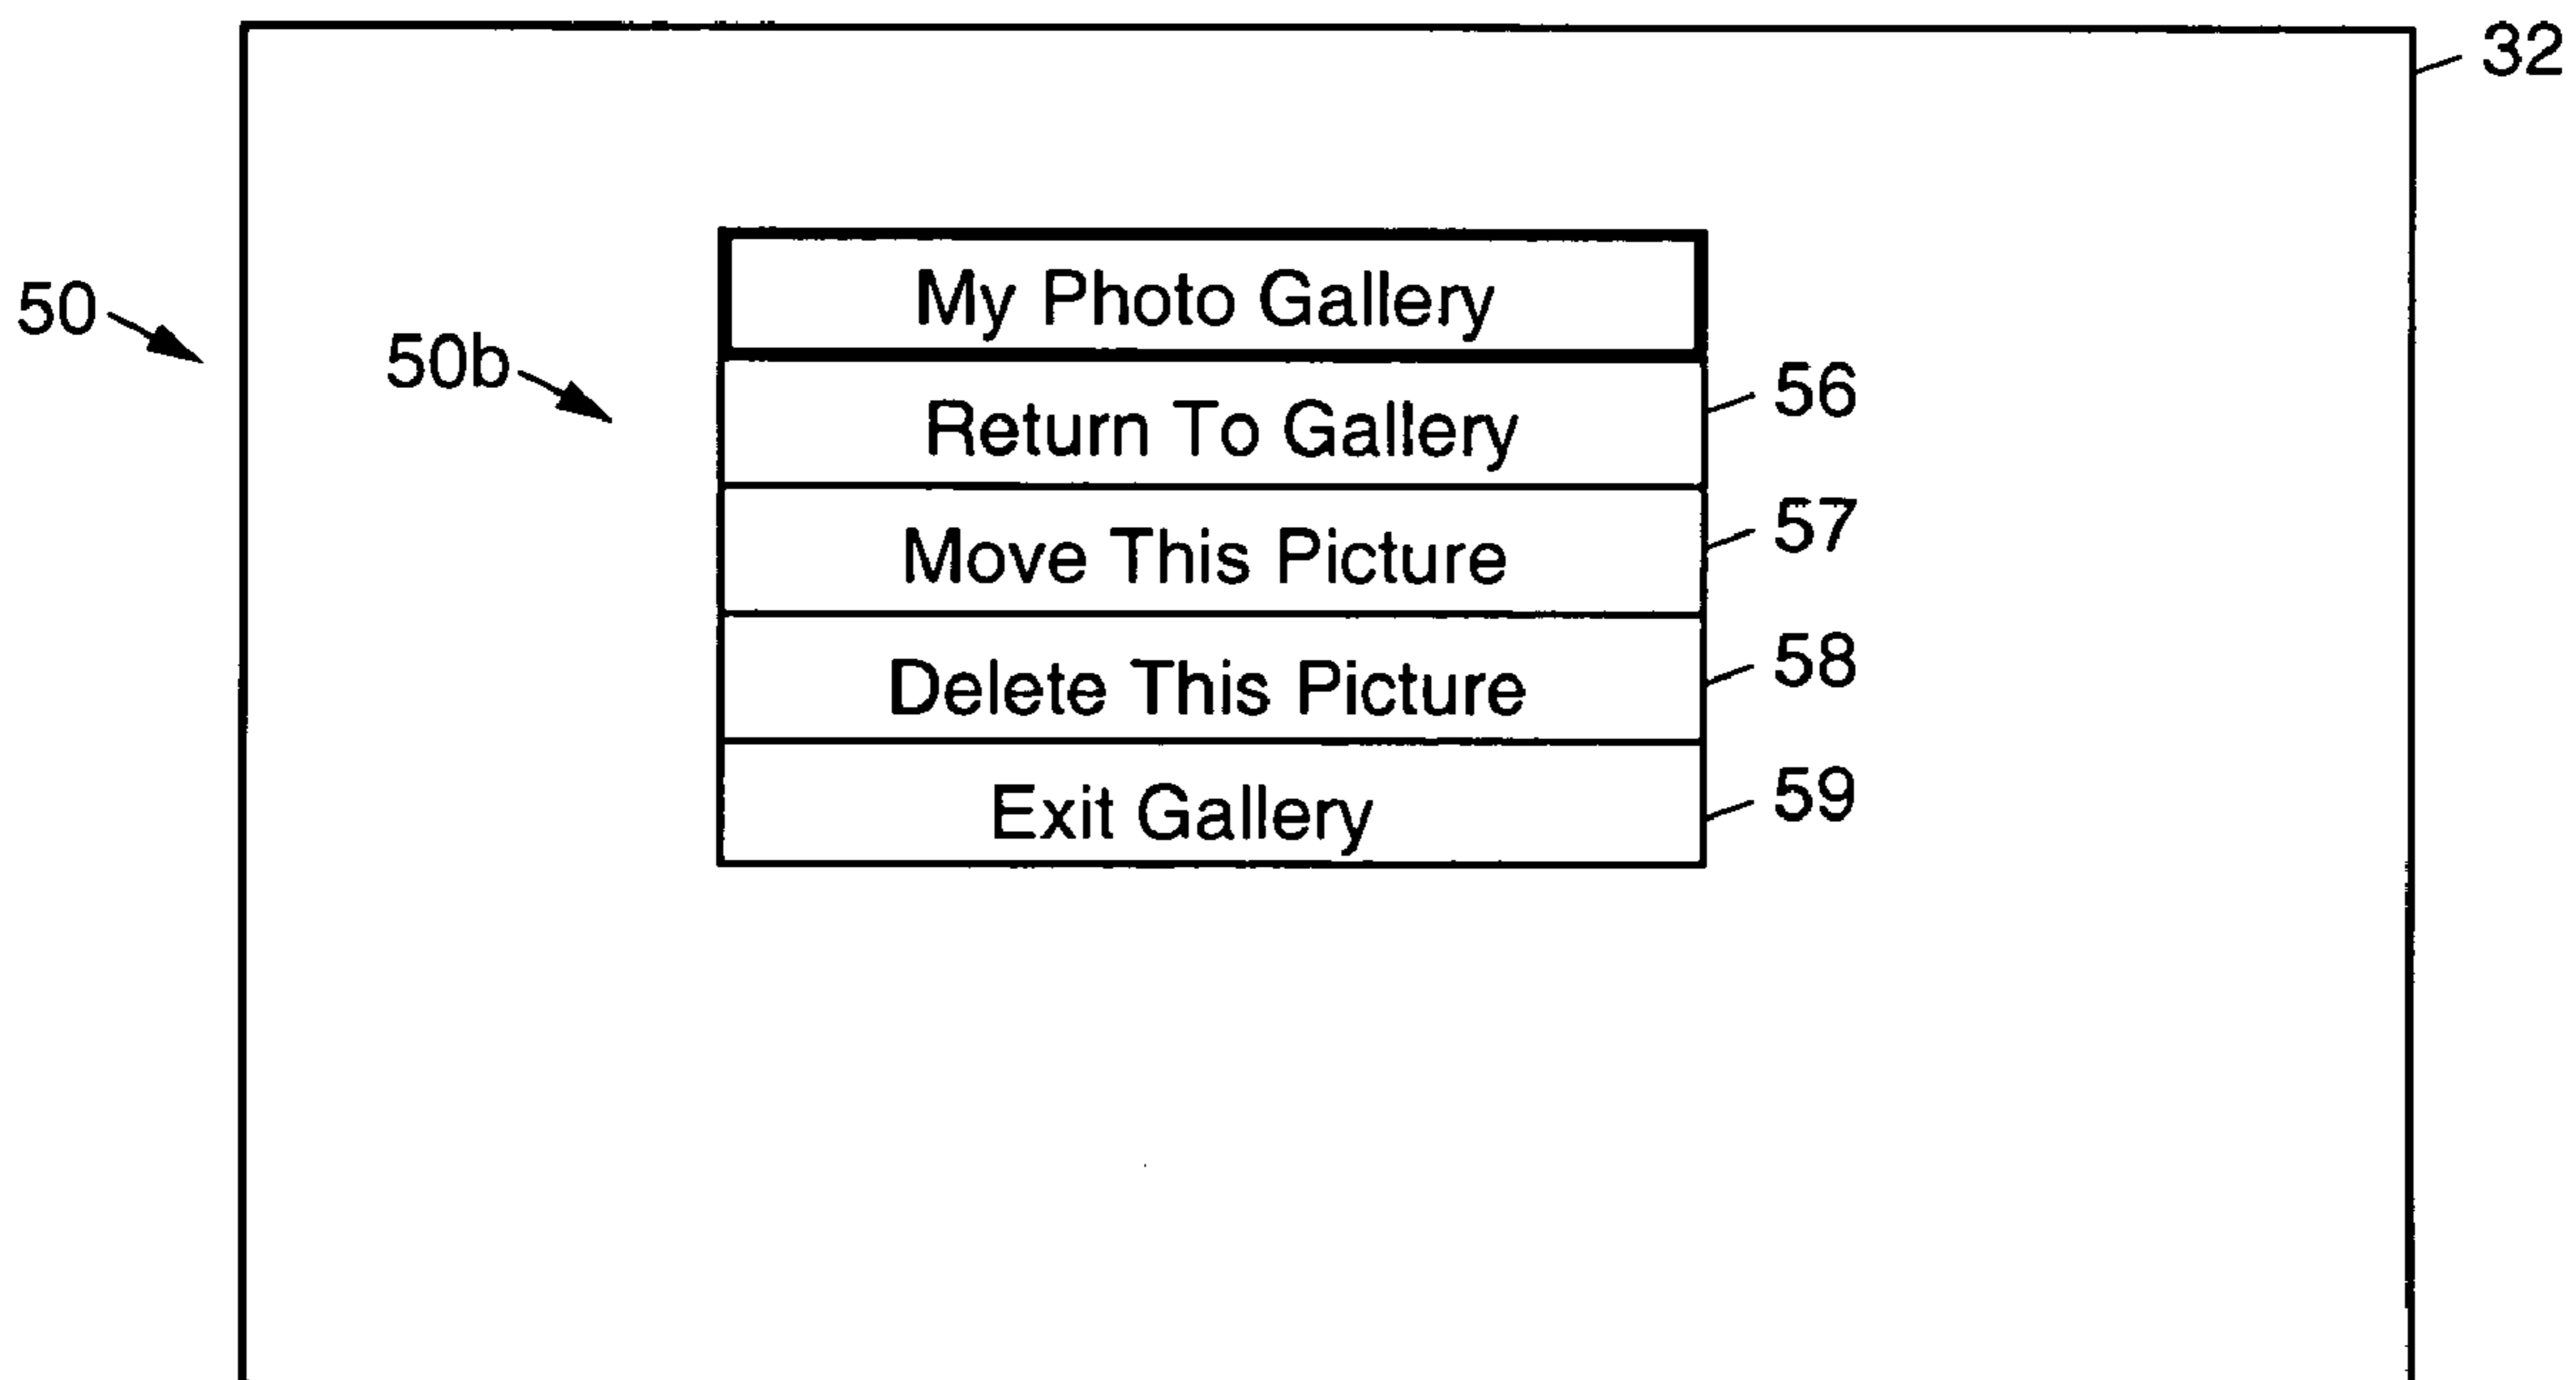 32
50
50b
My Photo Gallery
Return To Gallery
56
Move This Picture
57
Delete This Picture
58
Exit Gallery
59